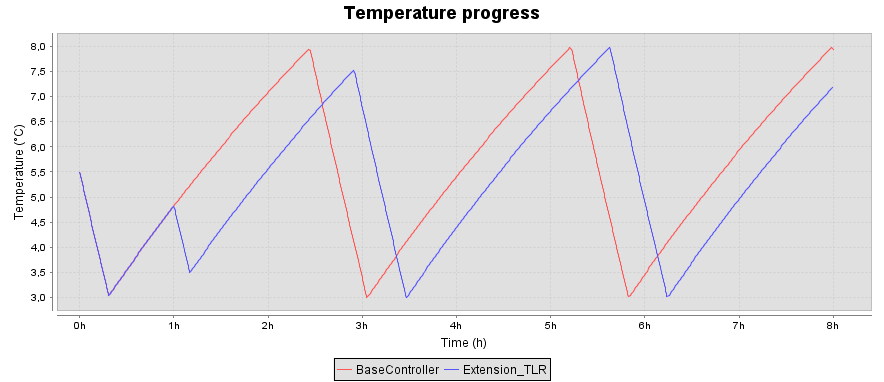 Temperature progress
Temperature (°C)
8,0
7,5
7,0
6,5
6,0
5,5
5,0
4,5
4,0
3,5
3,0
0h 1h 2h 3h 4h 5h 6h 7h 8h
Time (h)
BaseController Extension_TLR